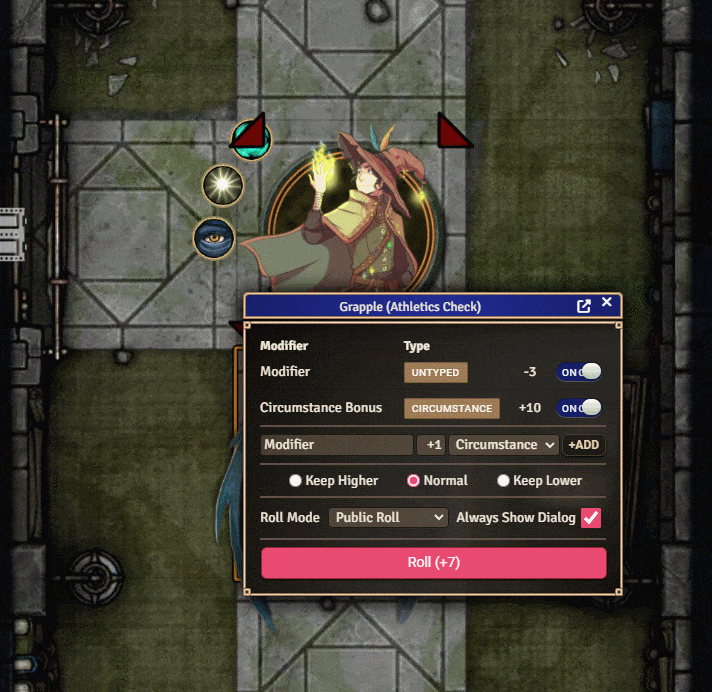 Grapple (Athletics Check)
Modifier Type
Modifier UNTYPED -3 ON
Circumstance Bonus CIRCUMSTANCE +10 ON
Modifier +1 Circumstance +ADD
Keep Higher Normal Keep Lower
Roll Mode Public Roll Always Show Dialog
Roll (+7)